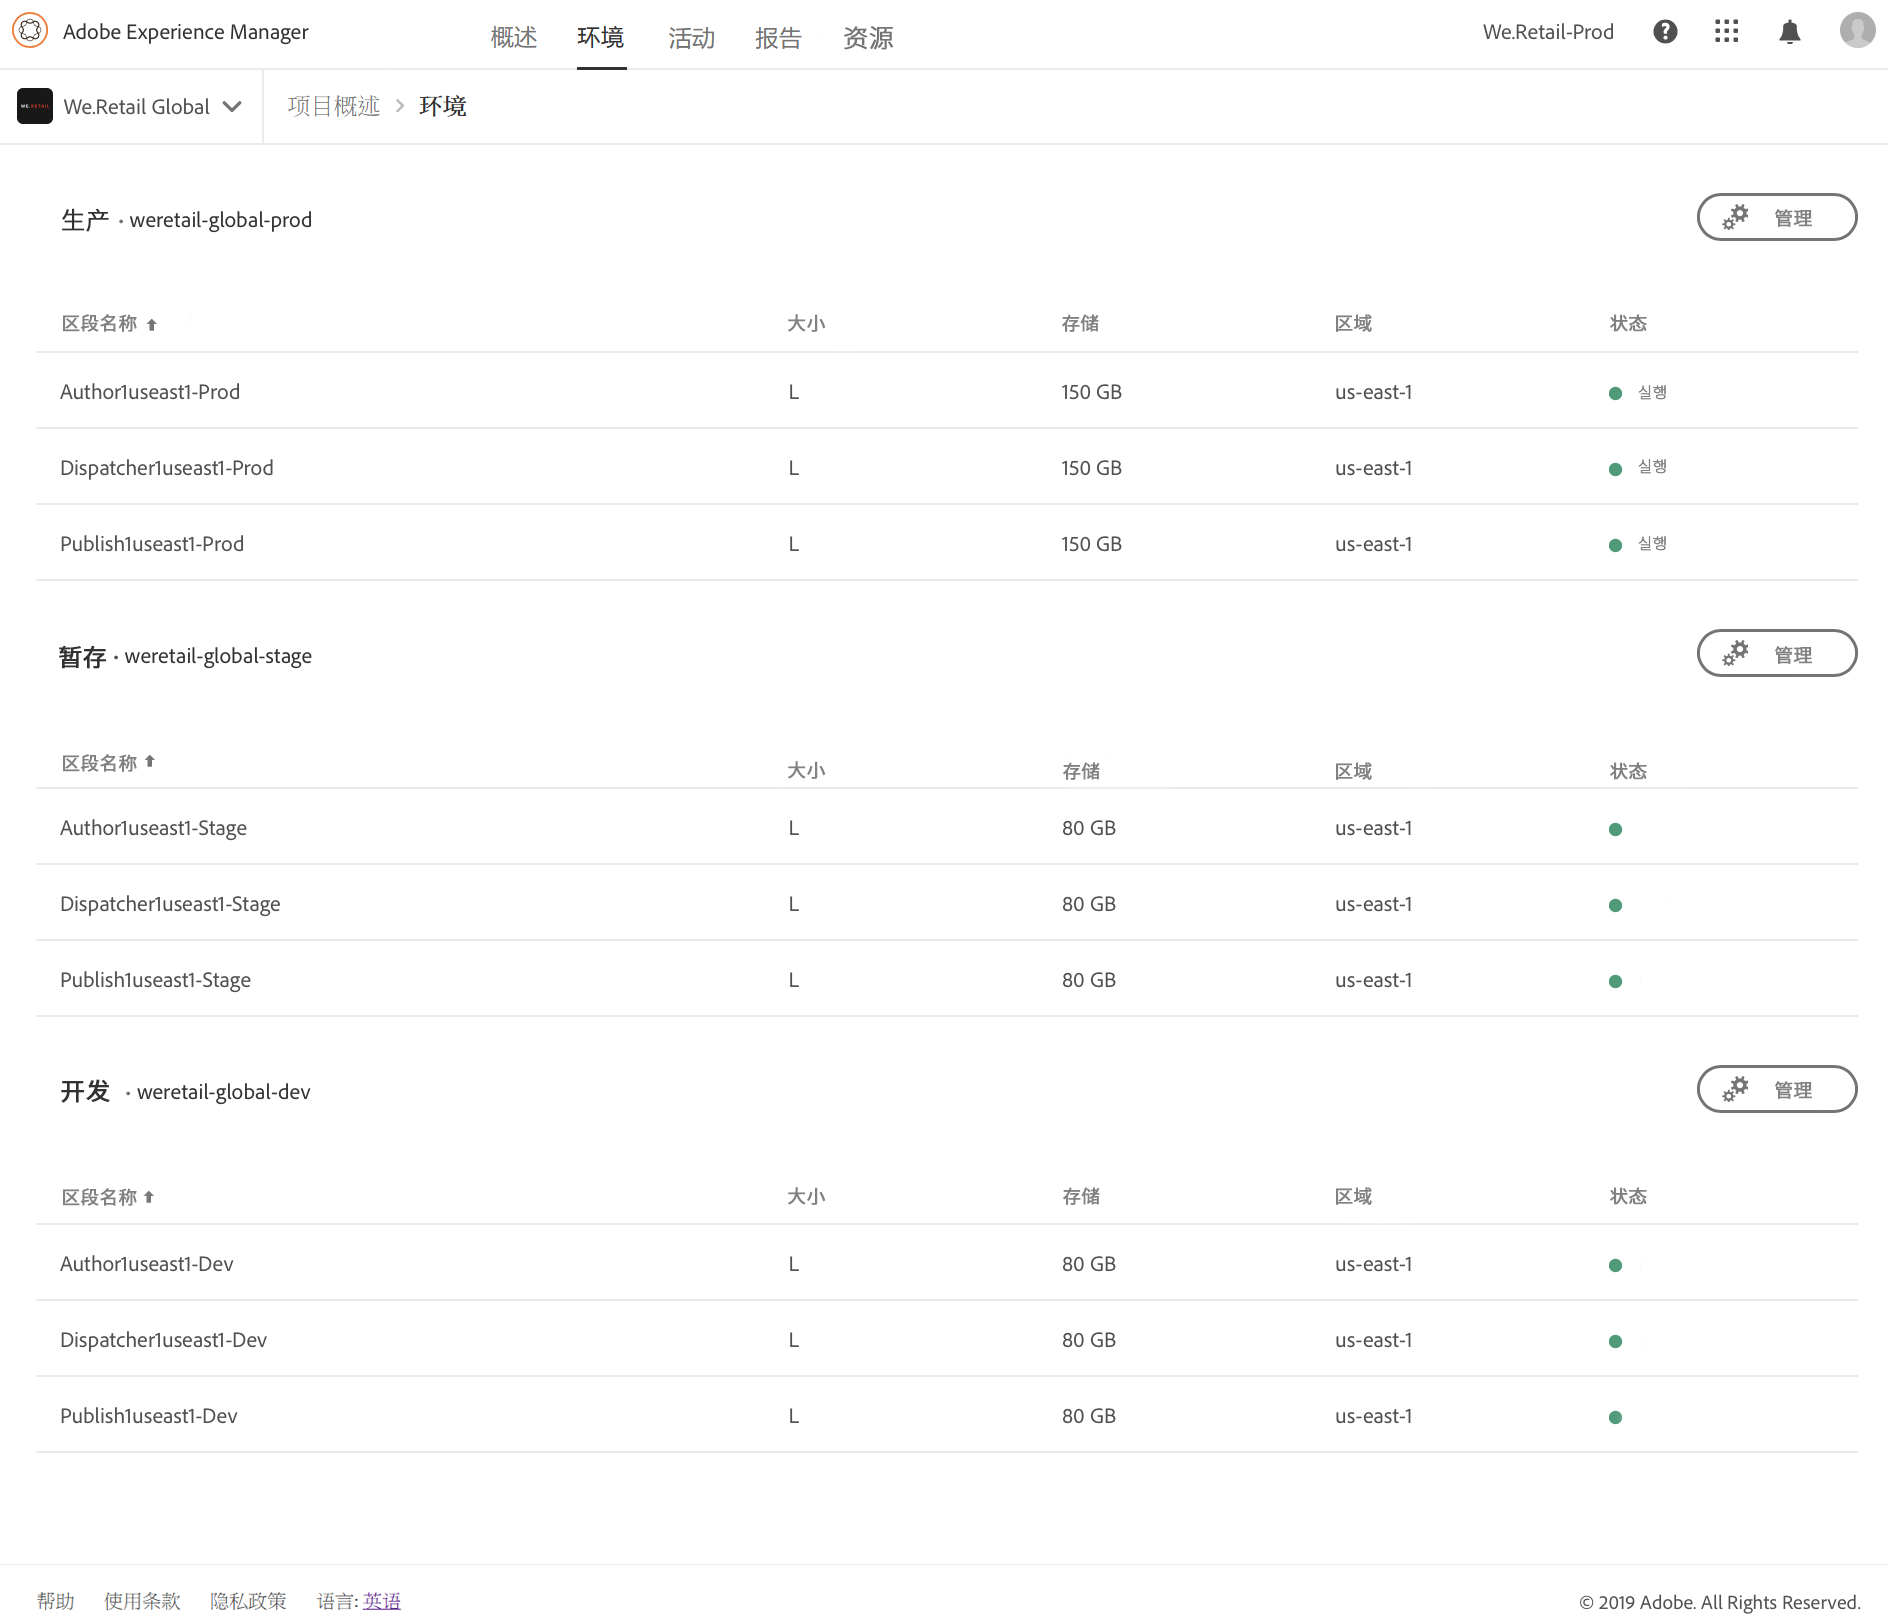 Adobe Experience Manager 概述 环境 活动 报告 资源 We.Retail-Prod
WE.RETAIL We.Retail Global 项目概述 > 环境
生产 · weretail-global-prod 管理
区段名称 大小 存储 区域 状态
Author1useast1-Prod L 150 GB us-east-1 실행
Dispatcher1useast1-Prod L 150 GB us-east-1 실행
Publish1useast1-Prod L 150 GB us-east-1 실행
暂存 · weretail-global-stage 管理
区段名称 大小 存储 区域 状态
Author1useast1-Stage L 80 GB us-east-1
Dispatcher1useast1-Stage L 80 GB us-east-1
Publish1useast1-Stage L 80 GB us-east-1
开发 · weretail-global-dev 管理
区段名称 大小 存储 区域 状态
Author1useast1-Dev L 80 GB us-east-1
Dispatcher1useast1-Dev L 80 GB us-east-1
Publish1useast1-Dev L 80 GB us-east-1
帮助 使用条款 隐私政策 语言: 英语 © 2019 Adobe. All Rights Reserved.